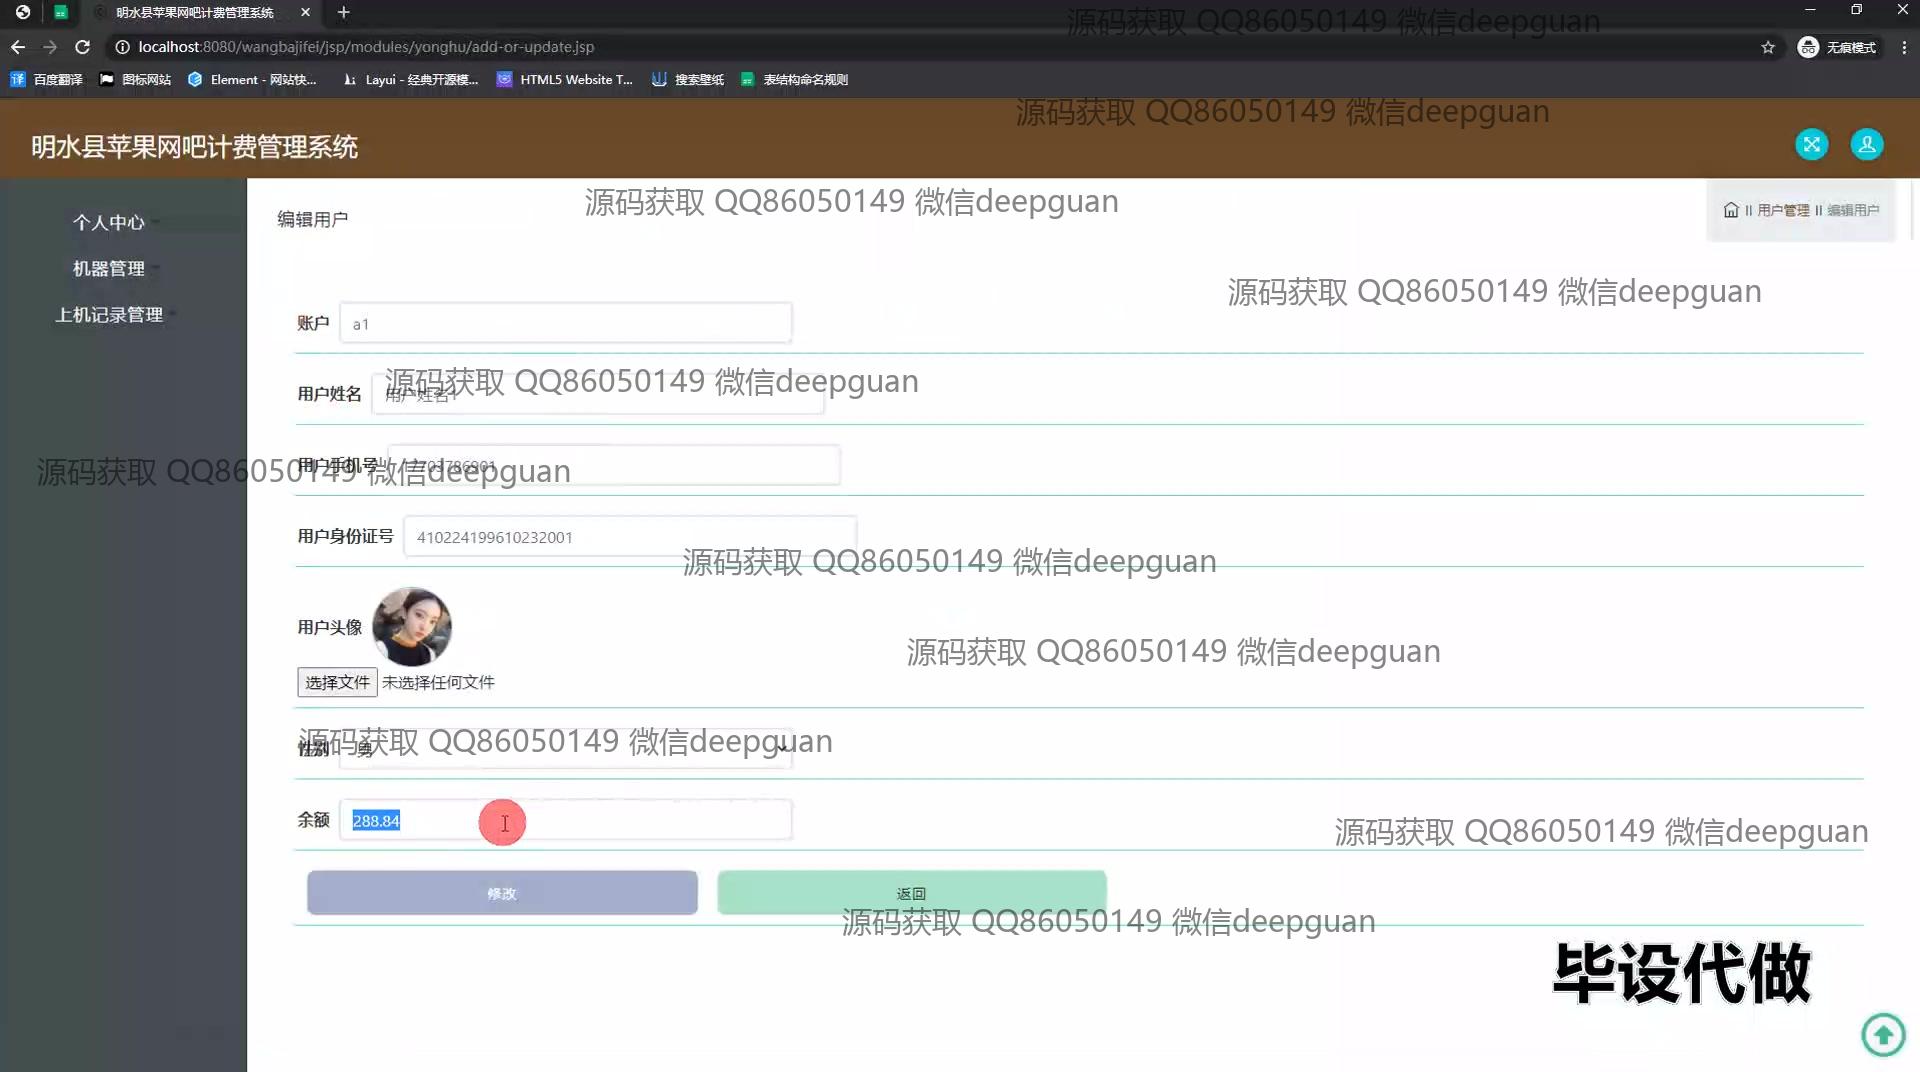 明水县苹果网吧计费管理系统
localhost:8080/wangbajifei/jsp/modules/yonghu/add-or-update.jsp
无痕模式
百度翻译
图标网站
Element - 网站快...
Layui - 经典开源模...
HTML5 Website T...
搜索壁纸
表结构命名规则
源码获取 QQ86050149 微信deepguan
源码获取 QQ86050149 微信deepguan
明水县苹果网吧计费管理系统
源码获取 QQ86050149 微信deepguan
个人中心
编辑用户
II 用户管理 II 编辑用户
机器管理
源码获取 QQ86050149 微信deepguan
上机记录管理
账户 a1
源码获取 QQ86050149 微信deepguan
用户姓名 用户姓名1
源码获取 QQ86050149 微信deepguan
用户手机号 17703786901
用户身份证号 410224199610232001
源码获取 QQ86050149 微信deepguan
用户头像
源码获取 QQ86050149 微信deepguan
选择文件 未选择任何文件
源码获取 QQ86050149 微信deepguan
性别 男
余额 288.84
源码获取 QQ86050149 微信deepguan
修改
返回
源码获取 QQ86050149 微信deepguan
毕设代做